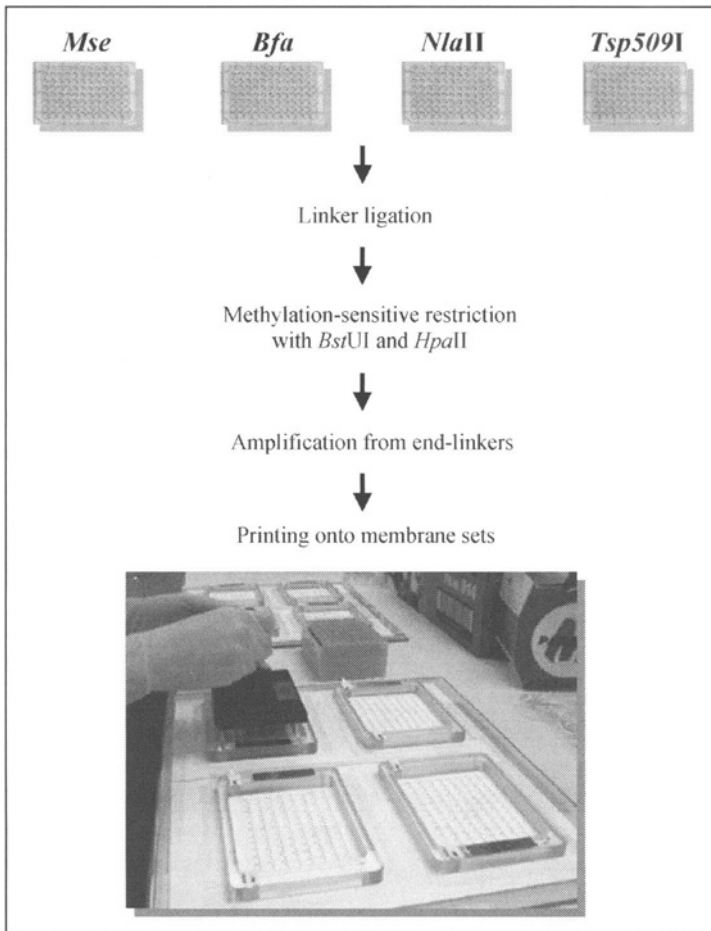 Mse Bfa NlaII Tsp509I
Linker ligation
Methylation-sensitive restriction
with BstUI and HpaII
Amplification from end-linkers
Printing onto membrane sets